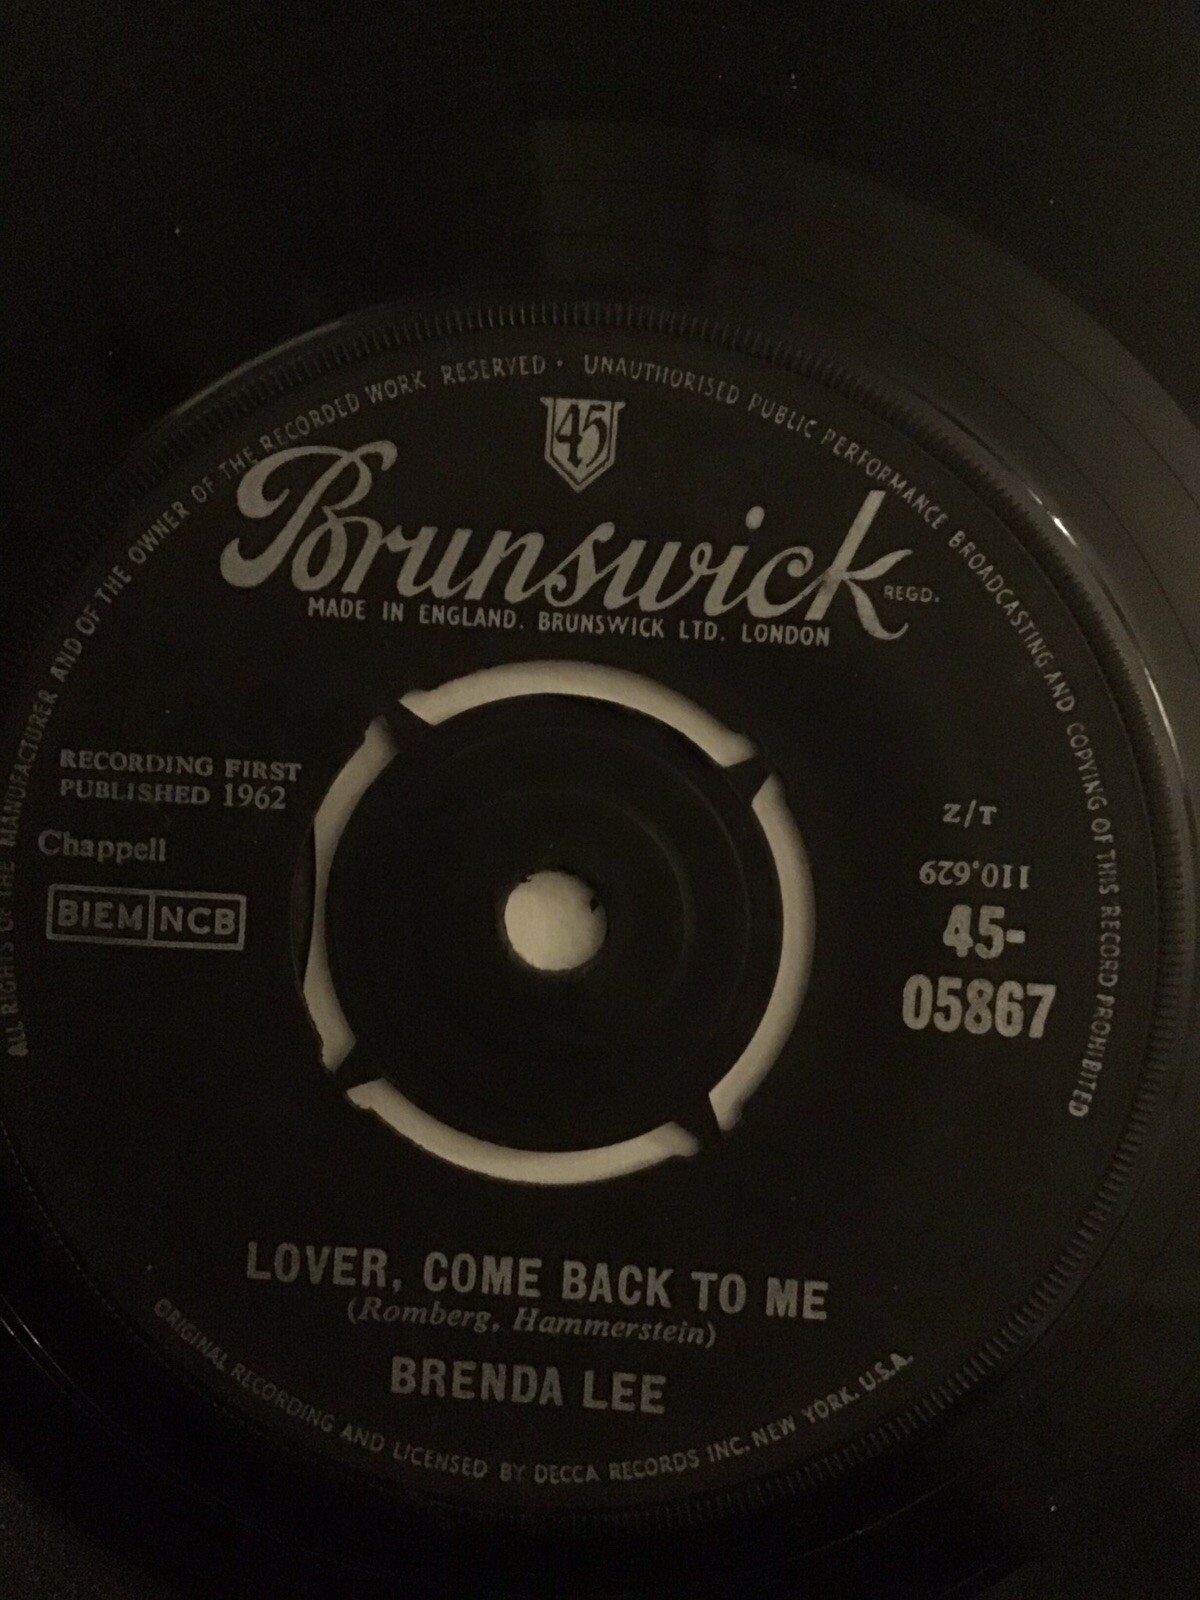 ALL RIGHTS OF THE MANUFACTURER AND OF THE OWNER OF THE RECORDED WORK RESERVED · UNAUTHORISED PUBLIC PERFORMANCE BROADCASTING AND COPYING OF THIS RECORD PROHIBITED
45
Brunswick REGD.
MADE IN ENGLAND. BRUNSWICK LTD. LONDON
RECORDING FIRST
PUBLISHED 1962
Chappell
BIEM NCB
Z/T
110.629
45-
05867
LOVER, COME BACK TO ME
(Romberg, Hammerstein)
BRENDA LEE
ORIGINAL RECORDING AND LICENSED BY DECCA RECORDS INC. NEW YORK. U.S.A.